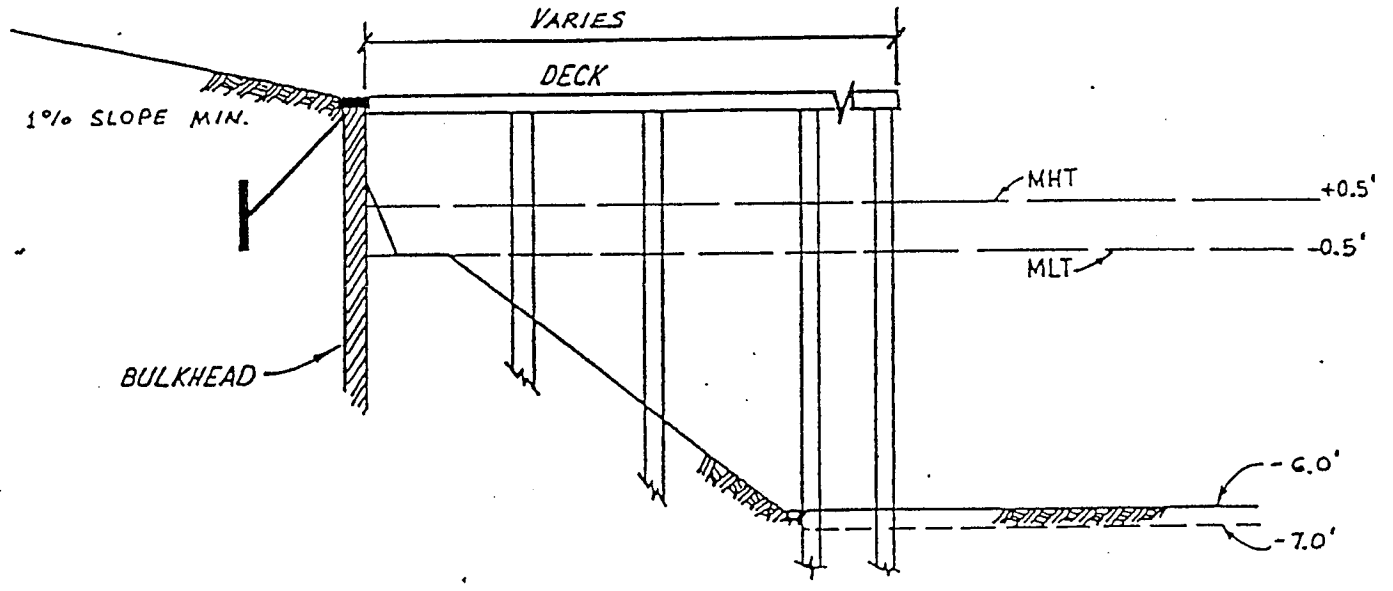 VARIES
DECK
1% SLOPE MIN.
MHT
+0.5'
-0.5'
MLT
BULKHEAD
-6.0'
-7.0'